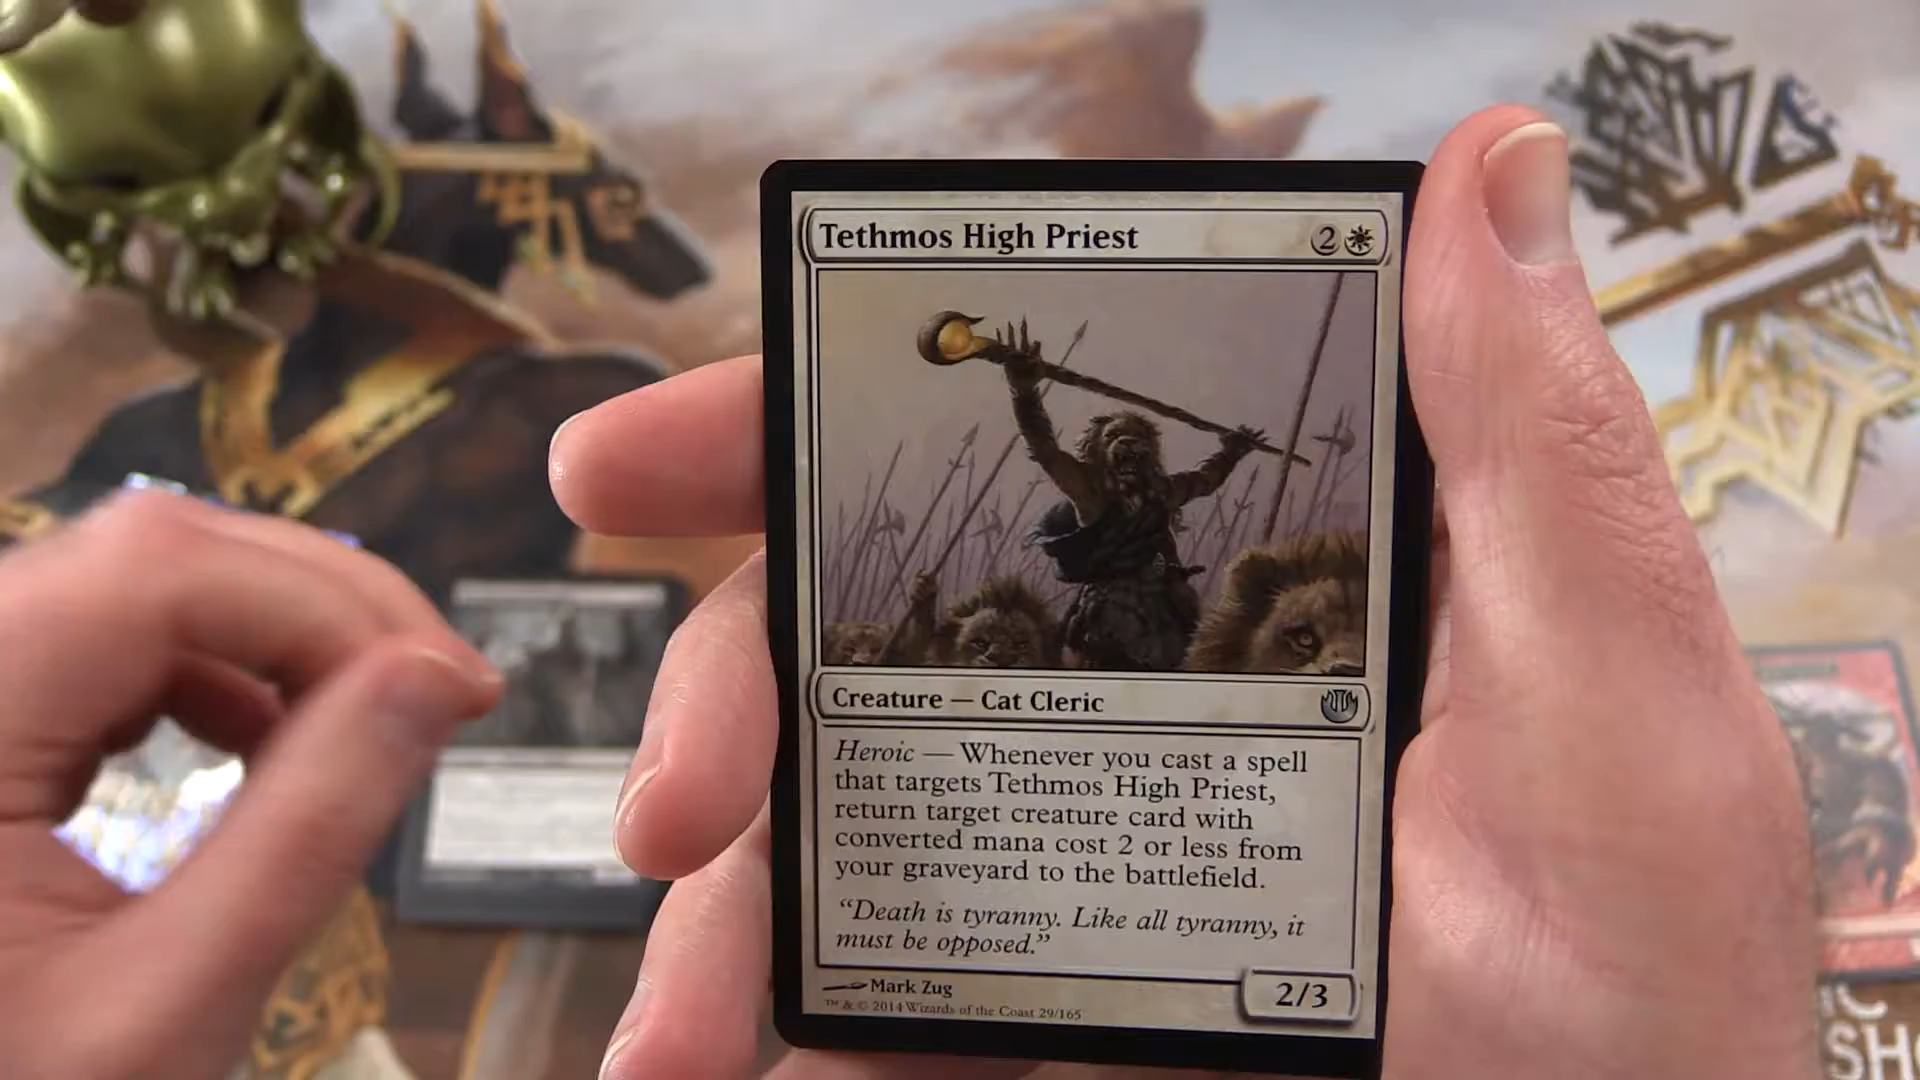 Tethmos High Priest 2
Creature — Cat Cleric
Heroic — Whenever you cast a spell
that targets Tethmos High Priest,
return target creature card with
converted mana cost 2 or less from
your graveyard to the battlefield.
“Death is tyranny. Like all tyranny, it
must be opposed.”
Mark Zug
2/3
™ & © 2014 Wizards of the Coast 29/165